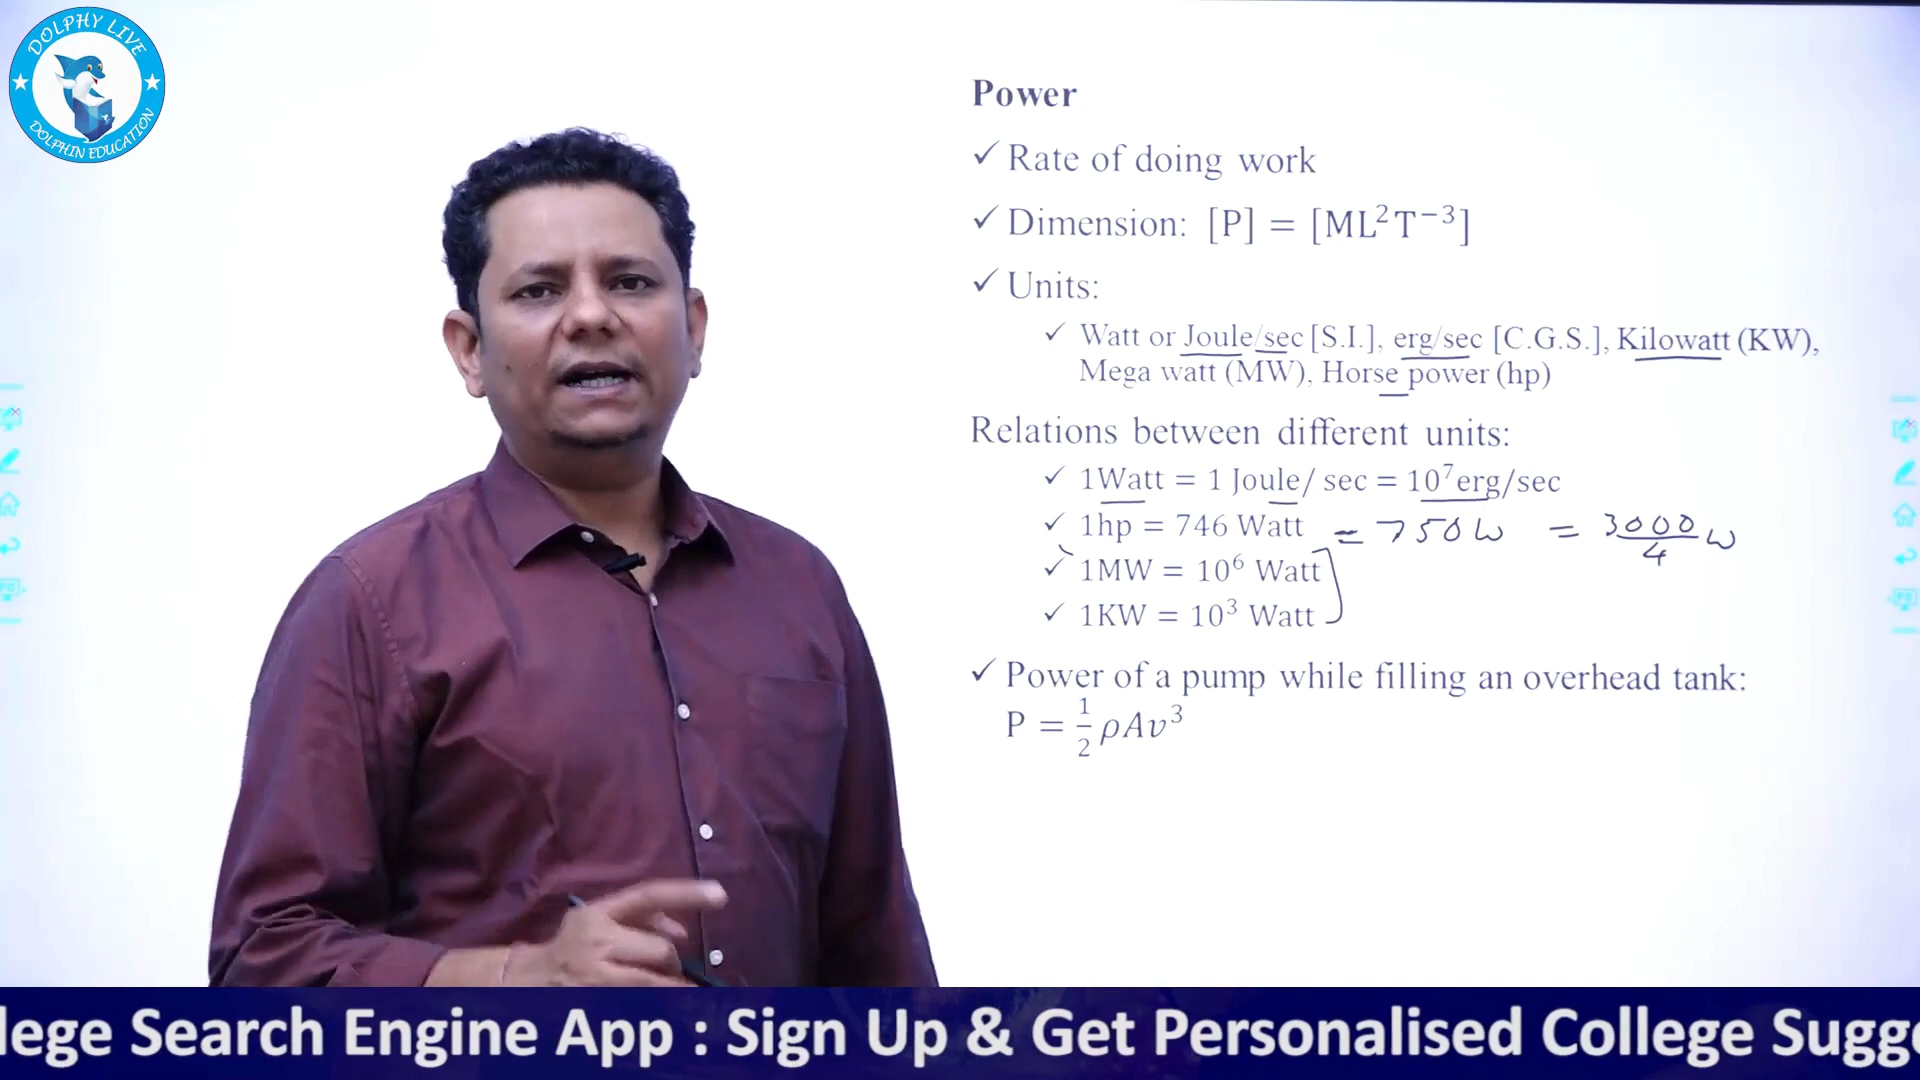 DOLPHY LIVE
DOLPHIN EDUCATION
Power
✓ Rate of doing work
✓ Dimension: [P] = [ML²T⁻³]
✓ Units:
✓ Watt or Joule/sec [S.I.], erg/sec [C.G.S.], Kilowatt (KW),
Mega watt (MW), Horse power (hp)
Relations between different units:
✓ 1Watt = 1 Joule/ sec = 10⁷erg/sec
✓ 1hp = 746 Watt = 750W = 3000/4 W
✓ 1MW = 10⁶ Watt
✓ 1KW = 10³ Watt
✓ Power of a pump while filling an overhead tank:
P = 1/2 ρAv³
llege Search Engine App : Sign Up & Get Personalised College Sugge